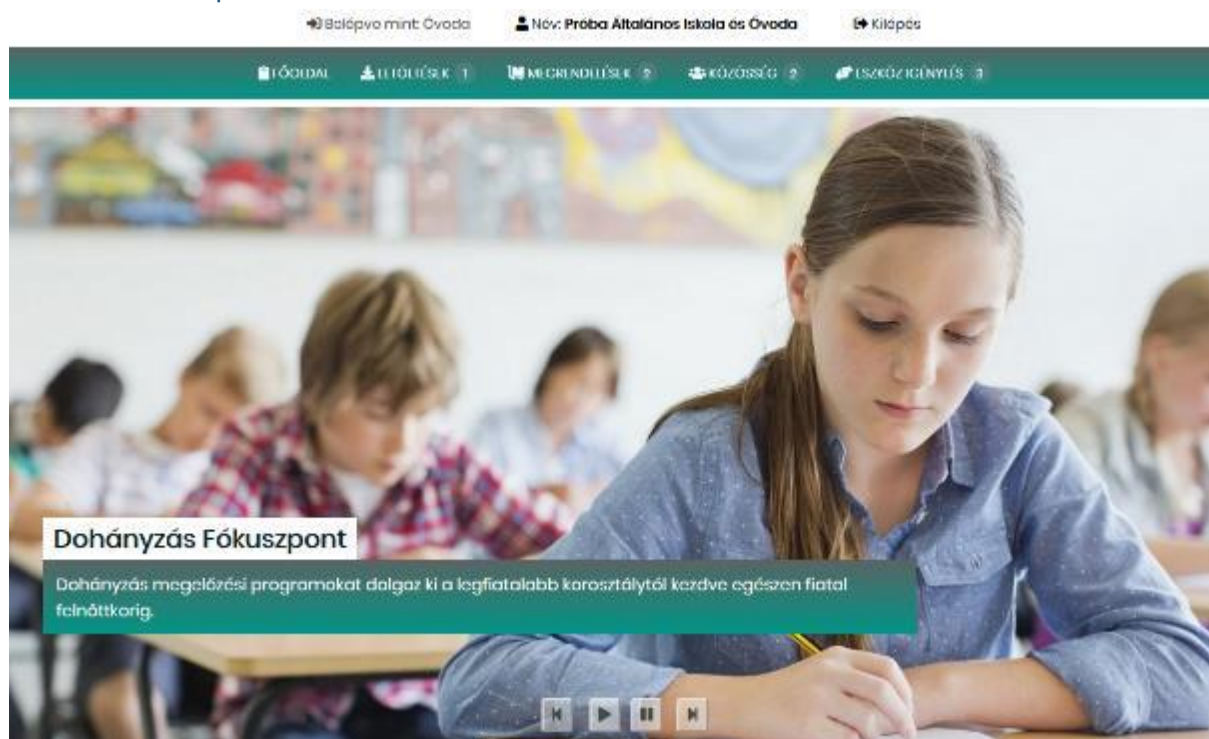 Belépve mint: Óvoda Név: Próba Általános Iskola és Óvoda Kilépés
FŐOLDAL LETÖLTÉSEK 1 MEGRENDELÉSEK 2 KÖZÖSSÉG 2 ESZKÖZIGÉNYLÉS 3
Dohányzás Fókuszpont
Dohányzás megelőzési programokat dolgoz ki a legfiatalabb korosztálytól kezdve egészen fiatal
felnőttkorig.